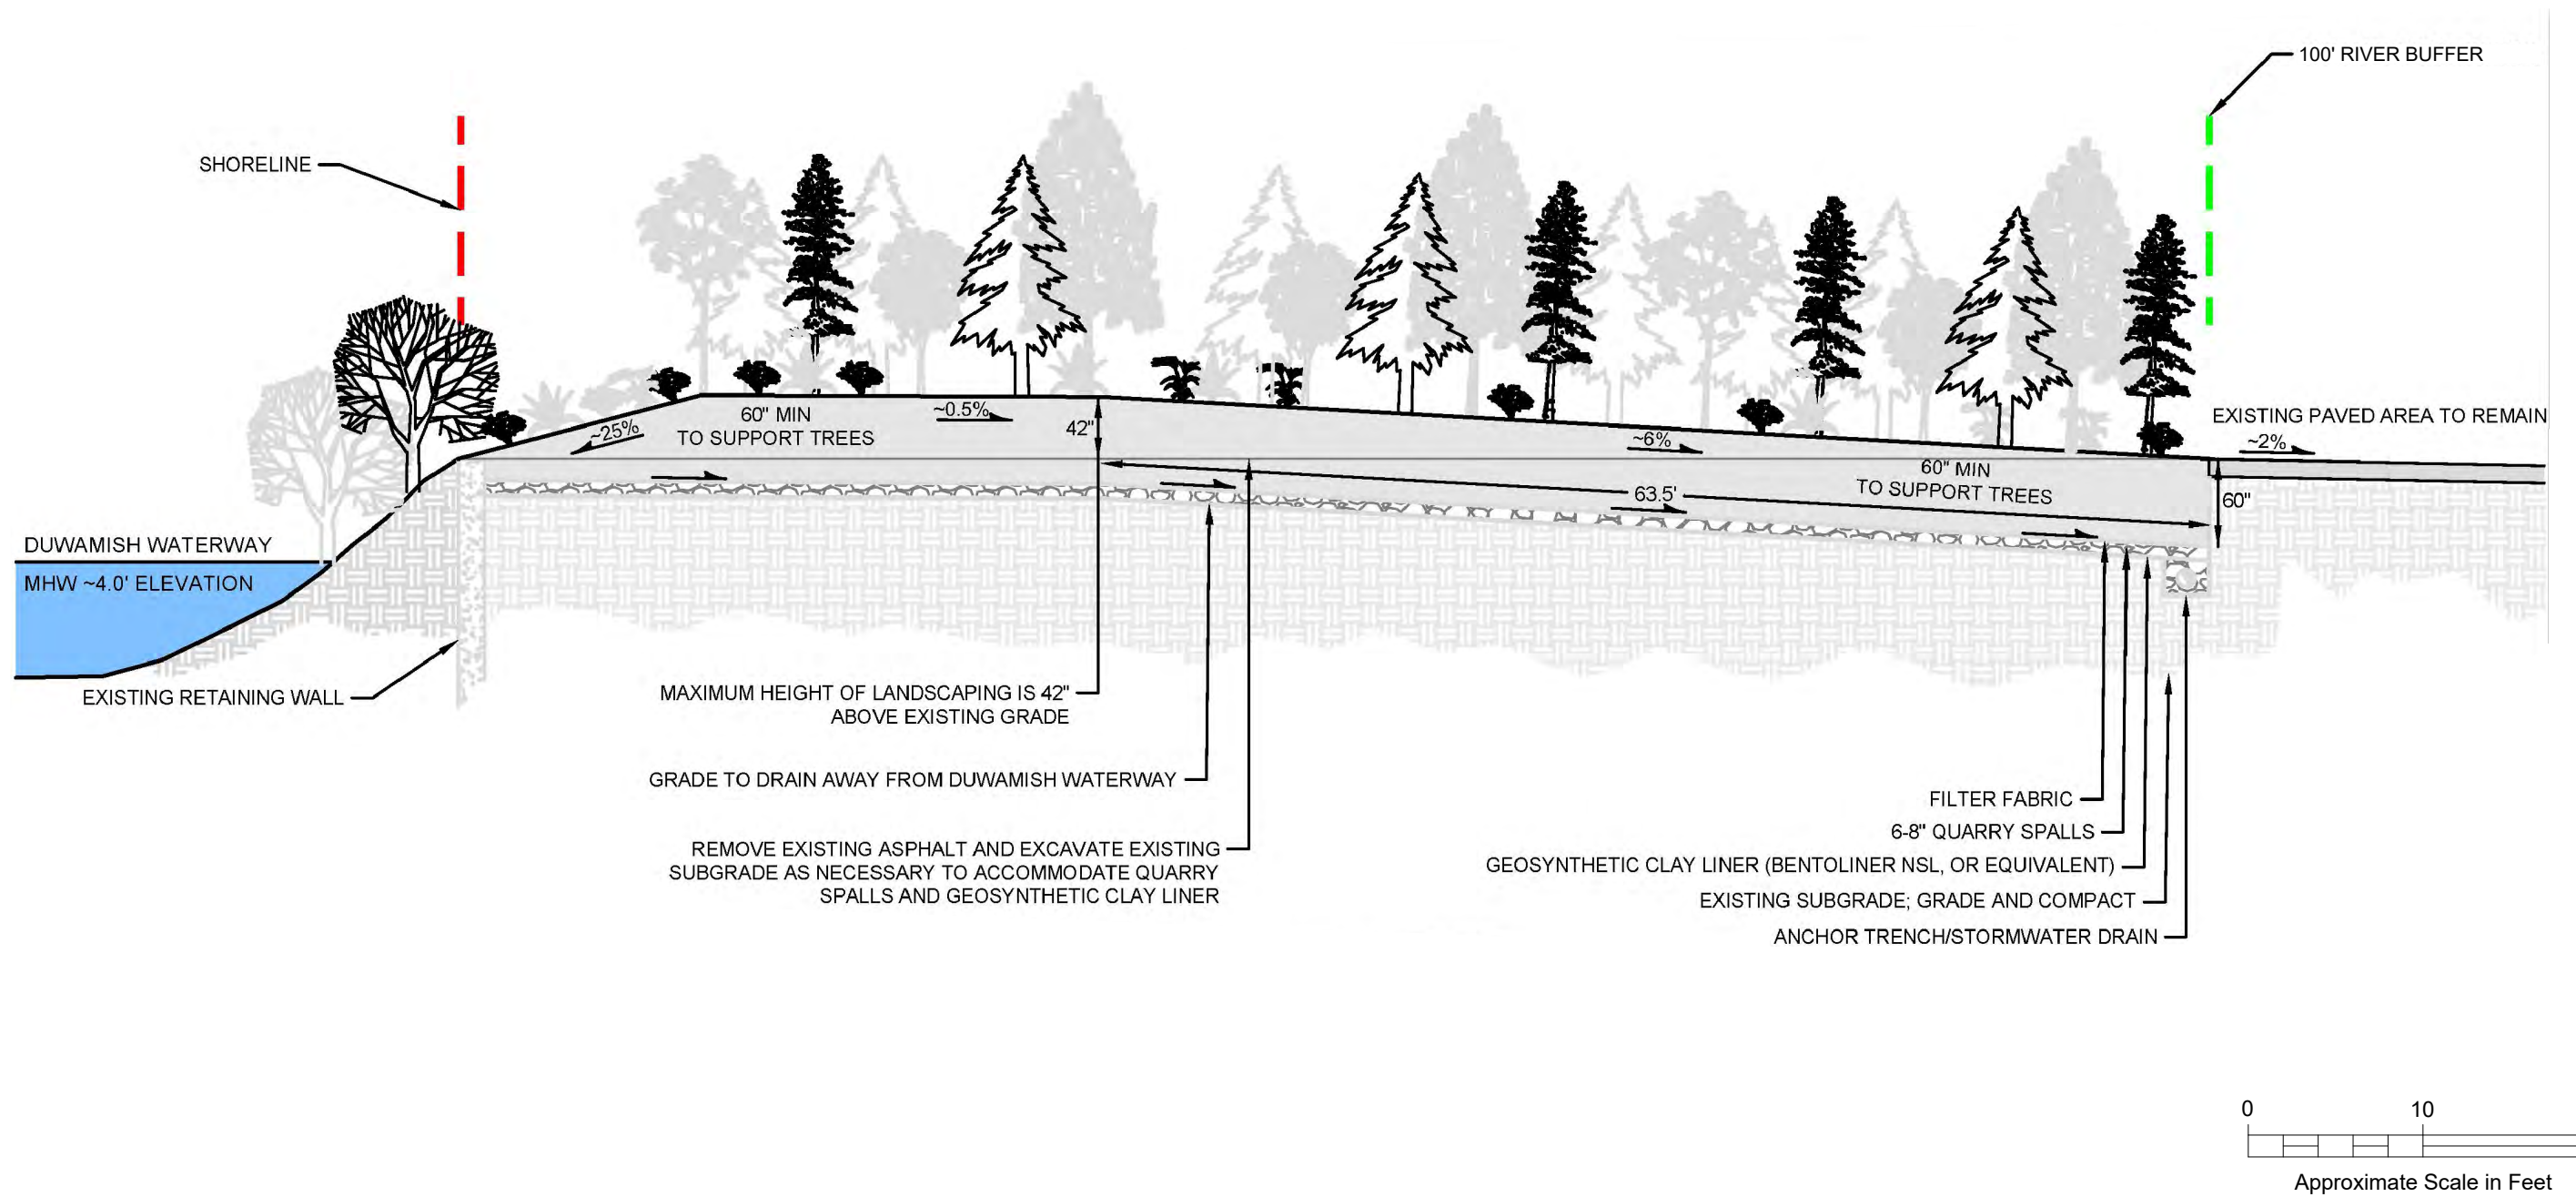 100' RIVER BUFFER
SHORELINE
EXISTING PAVED AREA TO REMAIN
~2%
60" MIN
TO SUPPORT TREES
~0.5%
42"
~25%
~6%
60" MIN
TO SUPPORT TREES
63.5'
60"
DUWAMISH WATERWAY
MHW ~4.0' ELEVATION
EXISTING RETAINING WALL
MAXIMUM HEIGHT OF LANDSCAPING IS 42"
ABOVE EXISTING GRADE
GRADE TO DRAIN AWAY FROM DUWAMISH WATERWAY
REMOVE EXISTING ASPHALT AND EXCAVATE EXISTING
SUBGRADE AS NECESSARY TO ACCOMMODATE QUARRY
SPALLS AND GEOSYNTHETIC CLAY LINER
FILTER FABRIC
6-8" QUARRY SPALLS
GEOSYNTHETIC CLAY LINER (BENTOLINER NSL, OR EQUIVALENT)
EXISTING SUBGRADE; GRADE AND COMPACT
ANCHOR TRENCH/STORMWATER DRAIN
0 10
Approximate Scale in Feet